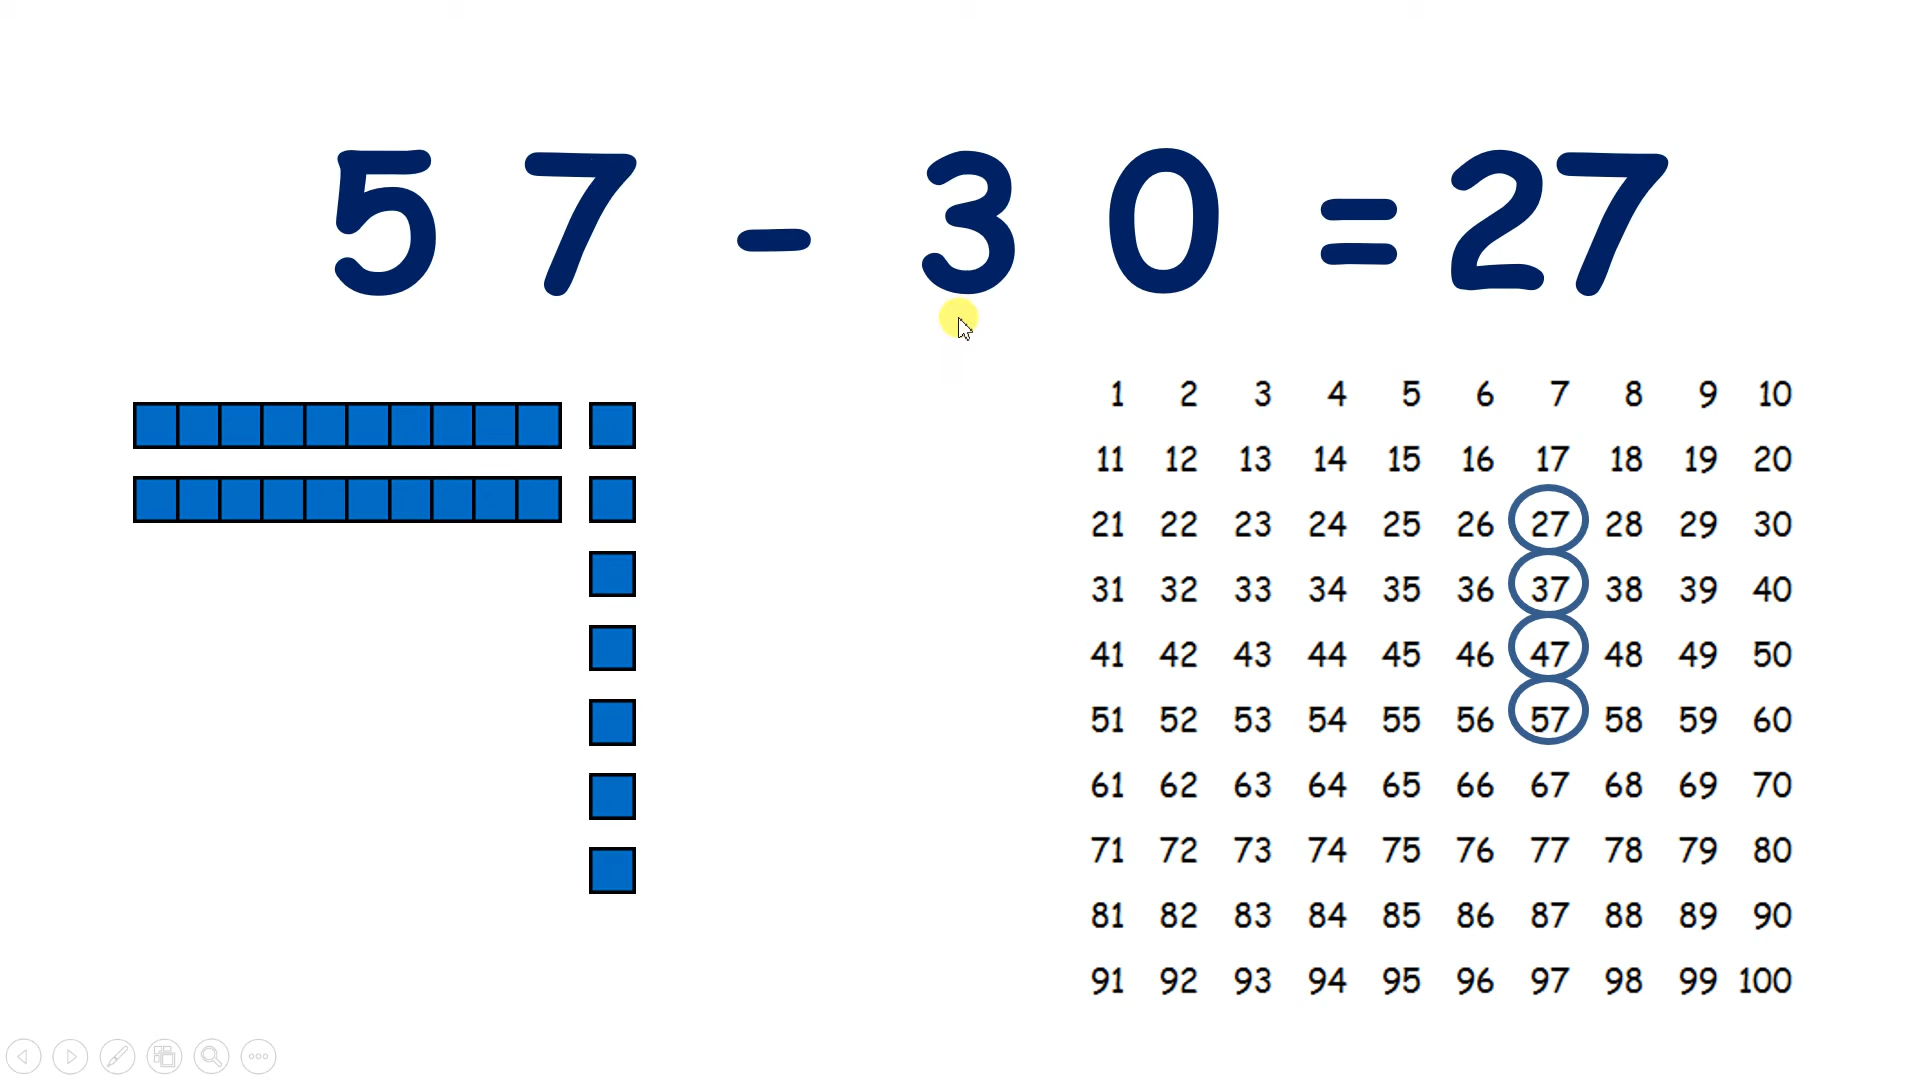 5 7 - 3 0 = 27
1 2 3 4 5 6 7 8 9 10
11 12 13 14 15 16 17 18 19 20
21 22 23 24 25 26 27 28 29 30
31 32 33 34 35 36 37 38 39 40
41 42 43 44 45 46 47 48 49 50
51 52 53 54 55 56 57 58 59 60
61 62 63 64 65 66 67 68 69 70
71 72 73 74 75 76 77 78 79 80
81 82 83 84 85 86 87 88 89 90
91 92 93 94 95 96 97 98 99 100